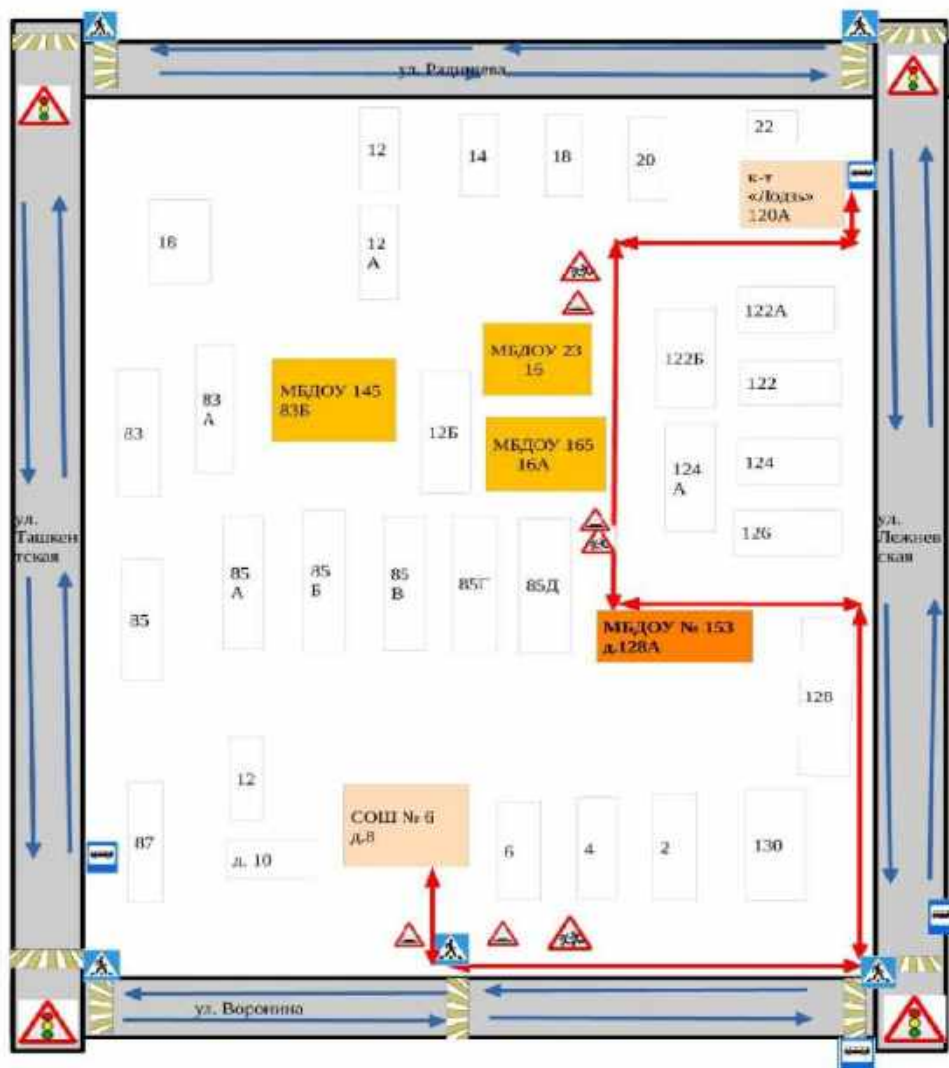 ул. Радищева
12
14
18
20
22
к-т
«Лодзь»
120А
18
12
А
122А
МБДОУ 23
16
122Б
122
МБДОУ 145
83Б
83
А
83
12Б
МБДОУ 165
16А
124
А
124
126
ул.
Ташкен
тская
ул.
Лежнев
ская
85
А
85
Б
85
В
85Г
85Д
85
МБДОУ № 153
д.128А
128
12
СОШ № 6
д.8
87
д. 10
6
4
2
130
ул. Воронина